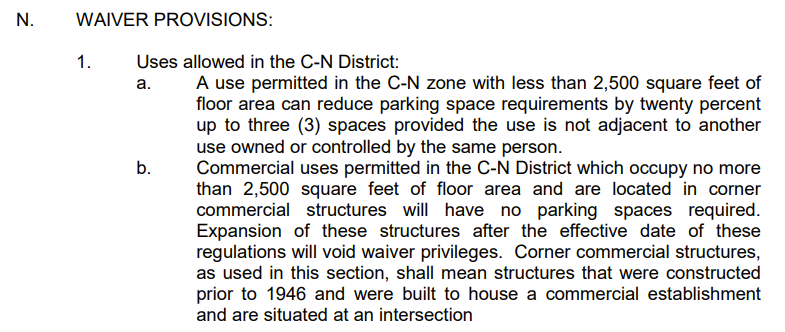 N. WAIVER PROVISIONS:
1. Uses allowed in the C-N District:
a. A use permitted in the C-N zone with less than 2,500 square feet of
floor area can reduce parking space requirements by twenty percent
up to three (3) spaces provided the use is not adjacent to another
use owned or controlled by the same person.
b. Commercial uses permitted in the C-N District which occupy no more
than 2,500 square feet of floor area and are located in corner
commercial structures will have no parking spaces required.
Expansion of these structures after the effective date of these
regulations will void waiver privileges. Corner commercial structures,
as used in this section, shall mean structures that were constructed
prior to 1946 and were built to house a commercial establishment
and are situated at an intersection